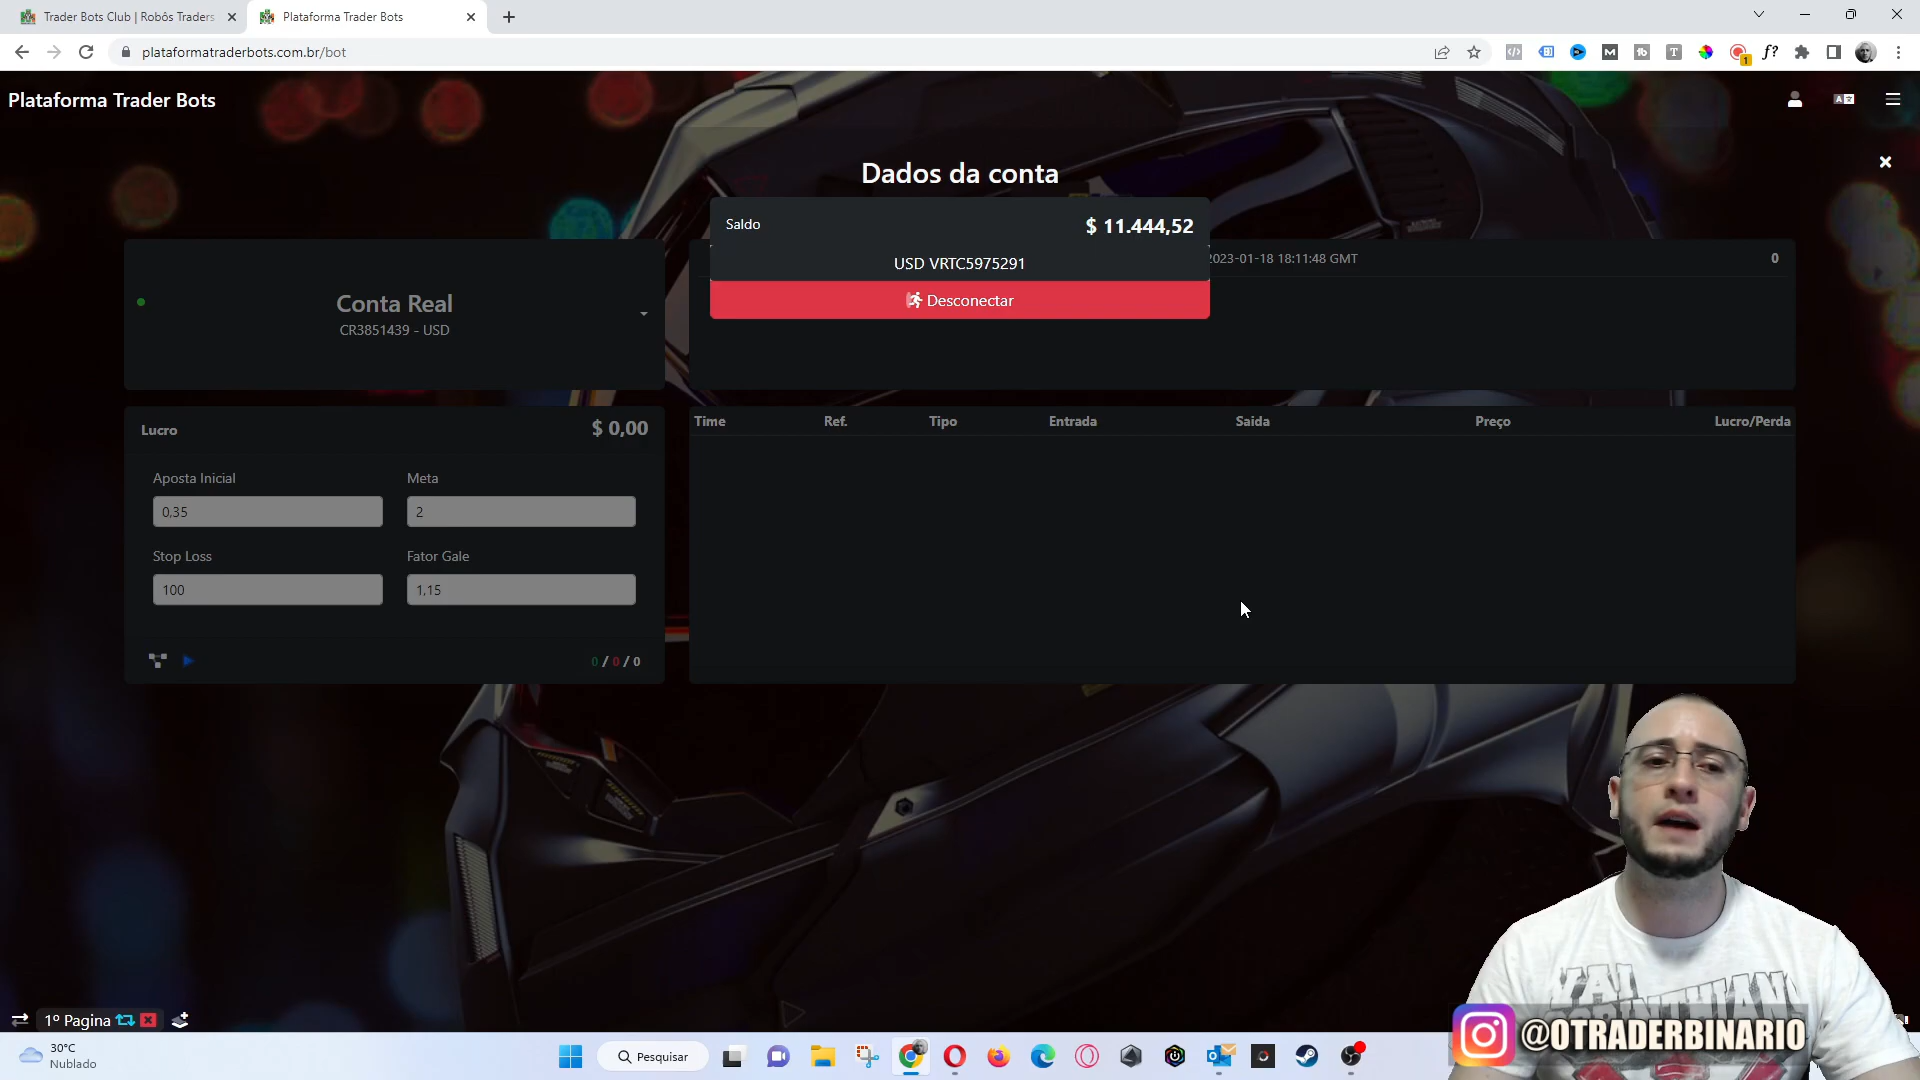 Trader Bots Club | Robôs Traders
Plataforma Trader Bots
plataformatraderbots.com.br/bot
1
Plataforma Trader Bots
Dados da conta
Saldo
$ 11.444,52
USD VRTC5975291
Desconectar
2023-01-18 18:11:48 GMT
0
Conta Real
CR3851439 - USD
Lucro
$ 0,00
Aposta Inicial
Meta
0,35
2
Stop Loss
Fator Gale
100
1,15
0 / 0 / 0
Time Ref. Tipo Entrada Saida Preço Lucro/Perda
1º Pagina
VAI
@OTRADERBINARIO
30°C
Nublado
Pesquisar